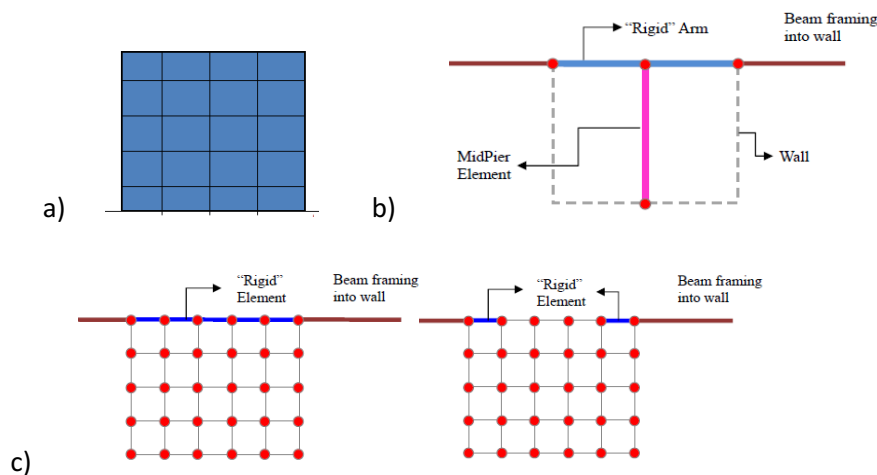 a)
“Rigid” Arm
Beam framing
into wall
MidPier
Element
Wall
b)
“Rigid”
Element
Beam framing
into wall
“Rigid”
Element
Beam framing
into wall
c)